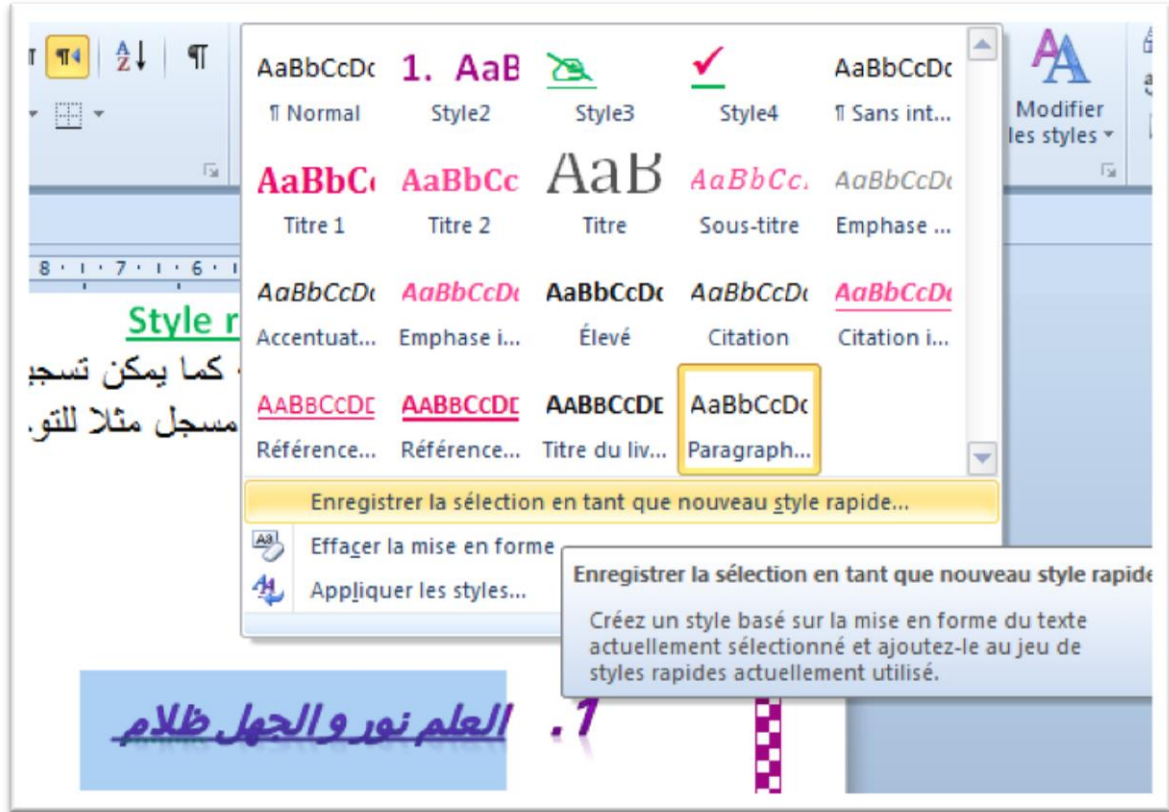 AaBbCcDc 1. AaB AaBbCcDc
¶ Normal Style2 Style3 Style4 ¶ Sans int...
Modifier
les styles
AaBbC AaBbCc AaB AaBbCc. AaBbCcDc
Titre 1 Titre 2 Titre Sous-titre Emphase ...
8 · ı · 7 · ı · 6 · ı
AaBbCcDc AaBbCcDc AaBbCcDc AaBbCcDc AaBbCcDc
Accentuat... Emphase i... Élevé Citation Citation i...
Style r
كما يمكن تسجي
مسجل مثلا للتو.
AABBCCDE AABBCCDE AABBCCDE AaBbCcDc
Référence... Référence... Titre du liv... Paragraph...
Enregistrer la sélection en tant que nouveau style rapide...
Effacer la mise en forme
Appliquer les styles...
Enregistrer la sélection en tant que nouveau style rapide
Créez un style basé sur la mise en forme du texte
actuellement sélectionné et ajoutez-le au jeu de
styles rapides actuellement utilisé.
1. العلم نور و الجهل ظلام